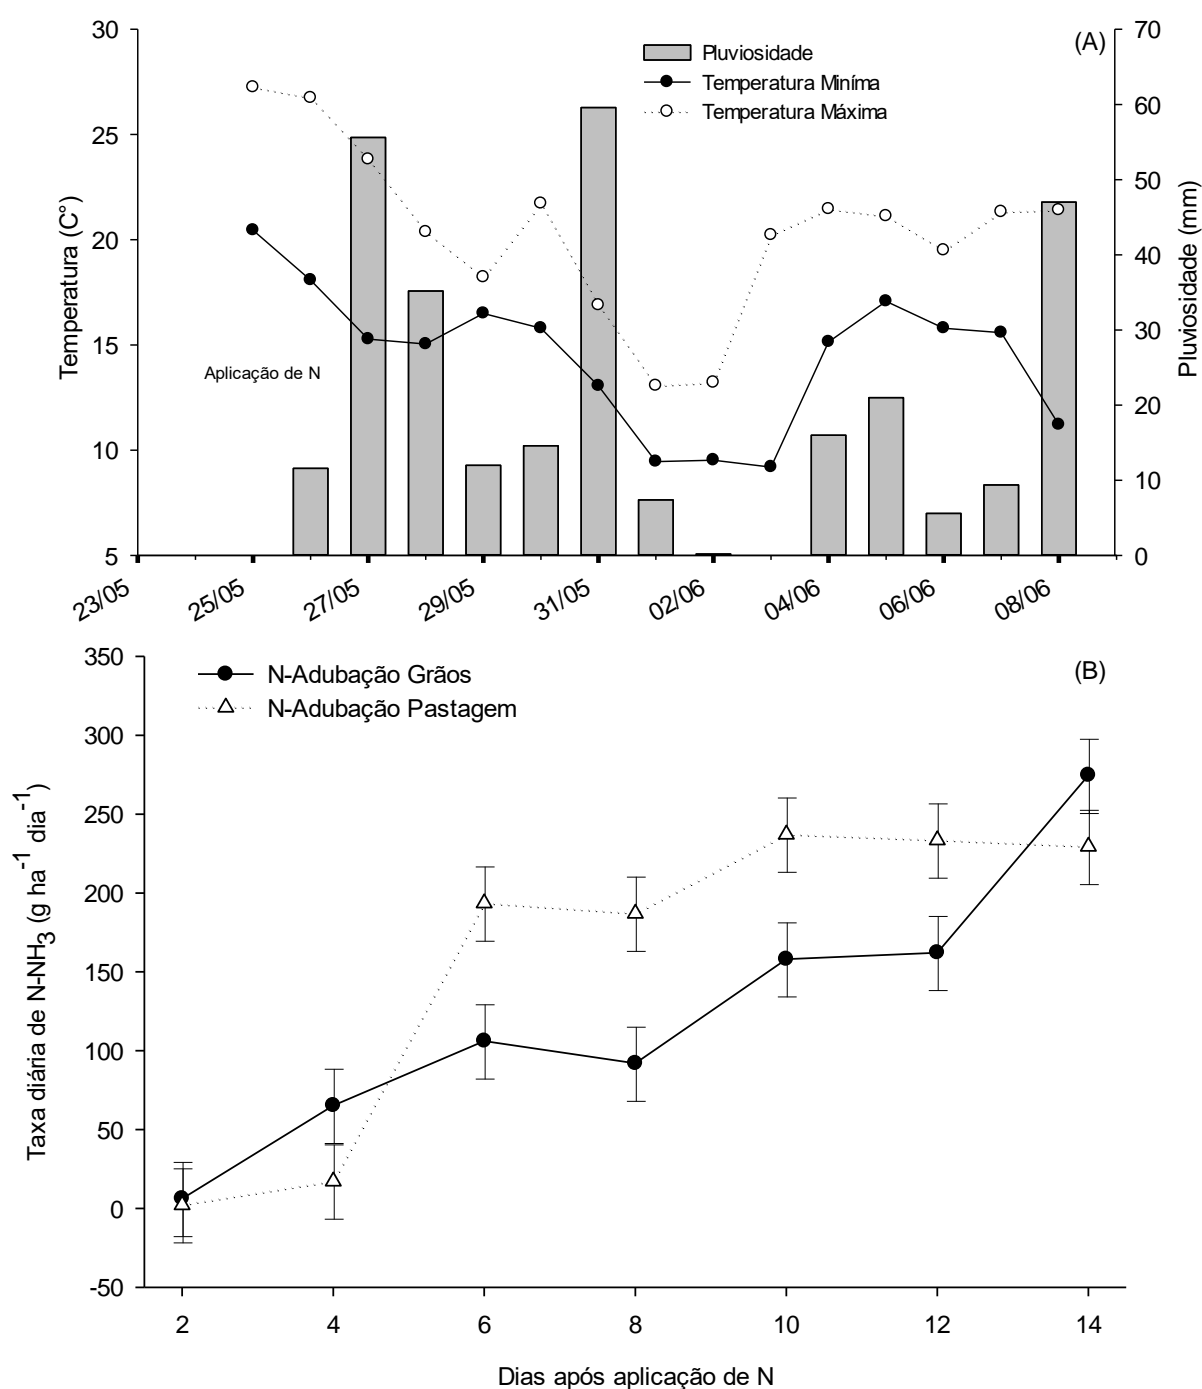 (A)
Pluviosidade
Temperatura Miníma
Temperatura Máxima
Temperatura (C°)
30
25
20
15
10
5
Aplicação de N
70
60
50
40
30
20
10
0
Pluviosidade (mm)
23/05
25/05
27/05
29/05
31/05
02/06
04/06
06/06
08/06
(B)
N-Adubação Grãos
N-Adubação Pastagem
Taxa diária de N-NH3 (g ha-1 dia-1)
350
300
250
200
150
100
50
0
-50
2 4 6 8 10 12 14
Dias após aplicação de N